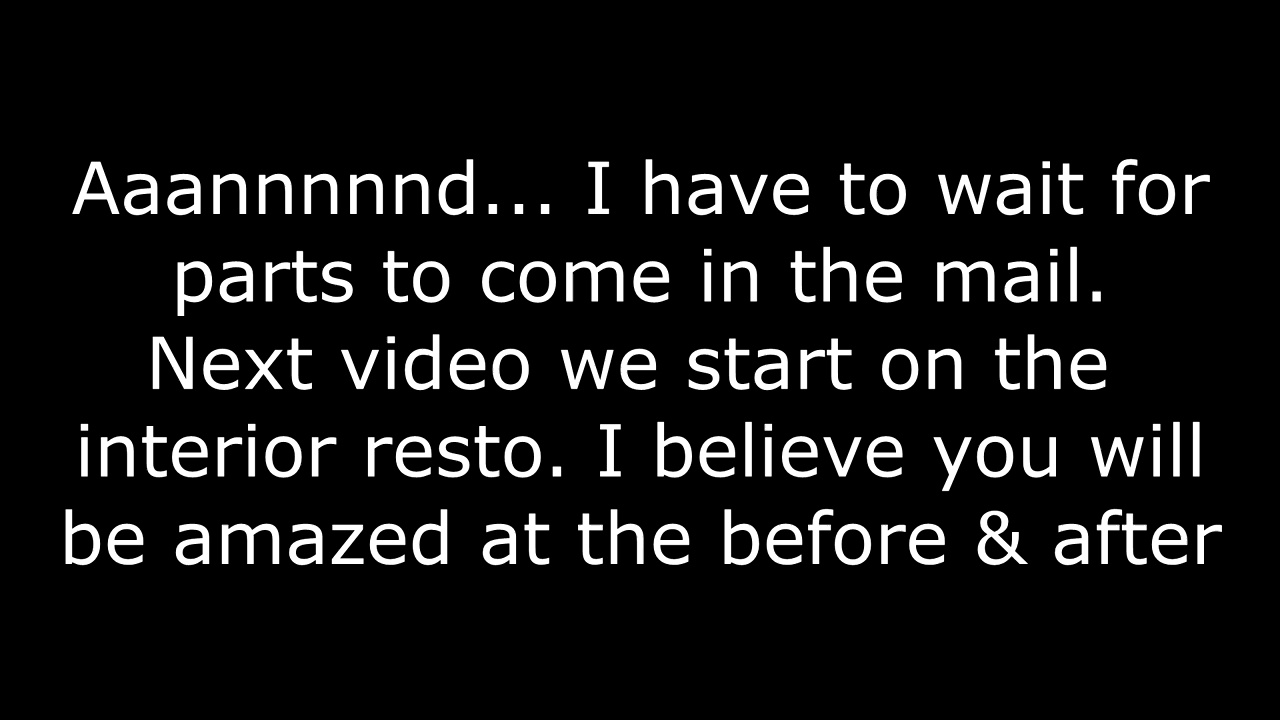 Aaannnnnd... I have to wait for
parts to come in the mail.
Next video we start on the
interior resto. I believe you will
be amazed at the before & after